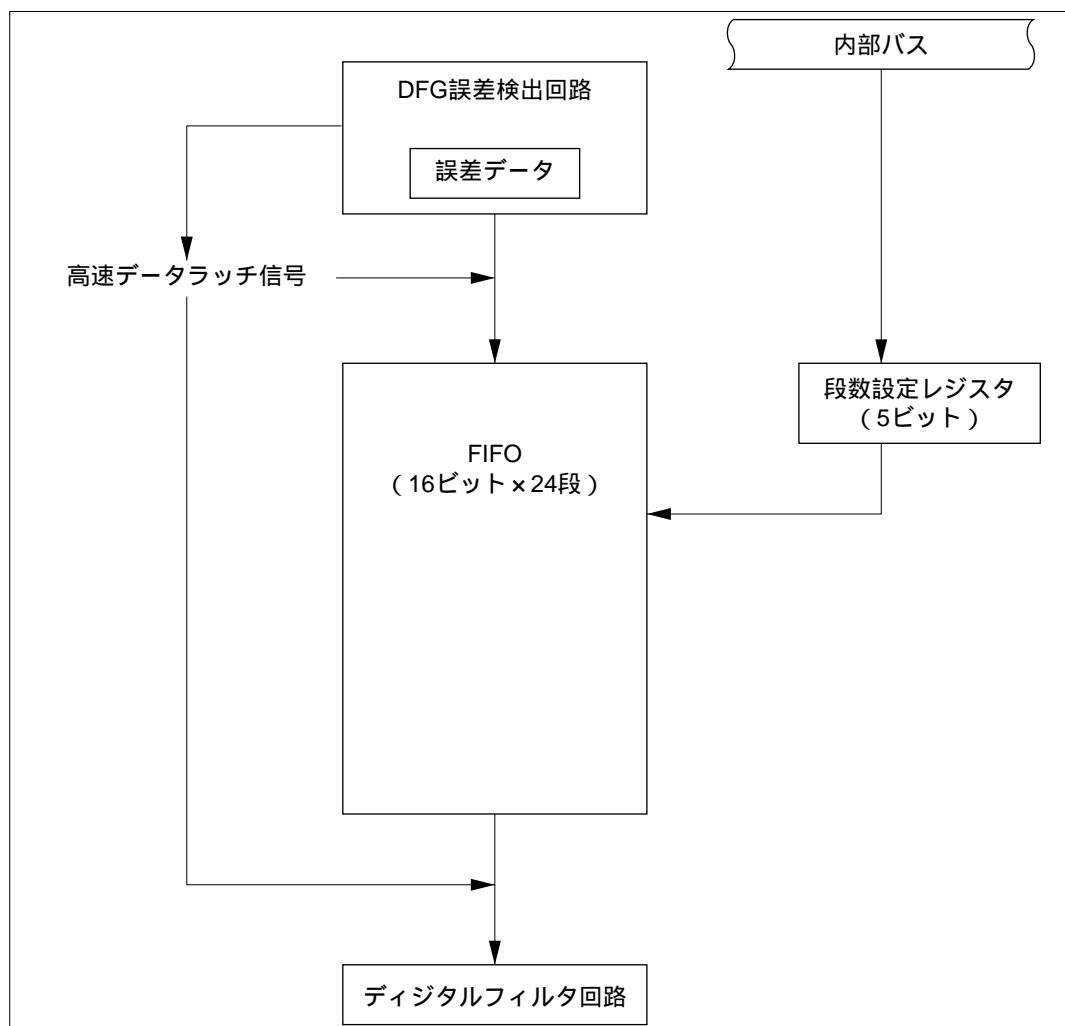 内部バス
DFG誤差検出回路
誤差データ
高速データラッチ信号
段数設定レジスタ
（5ビット）
FIFO
（16ビット×24段）
ディジタルフィルタ回路